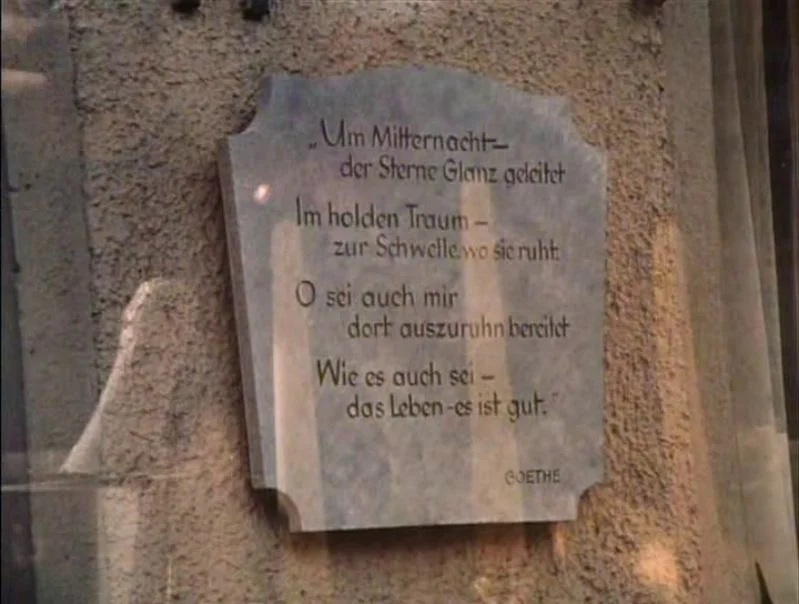 „Um Mitternacht–
der Sterne Glanz geleitet
Im holden Traum –
zur Schwelle, wo sie ruht.
O sei auch mir
dort auszuruhn bereitet
Wie es auch sei –
das Leben - es ist gut.“
GOETHE